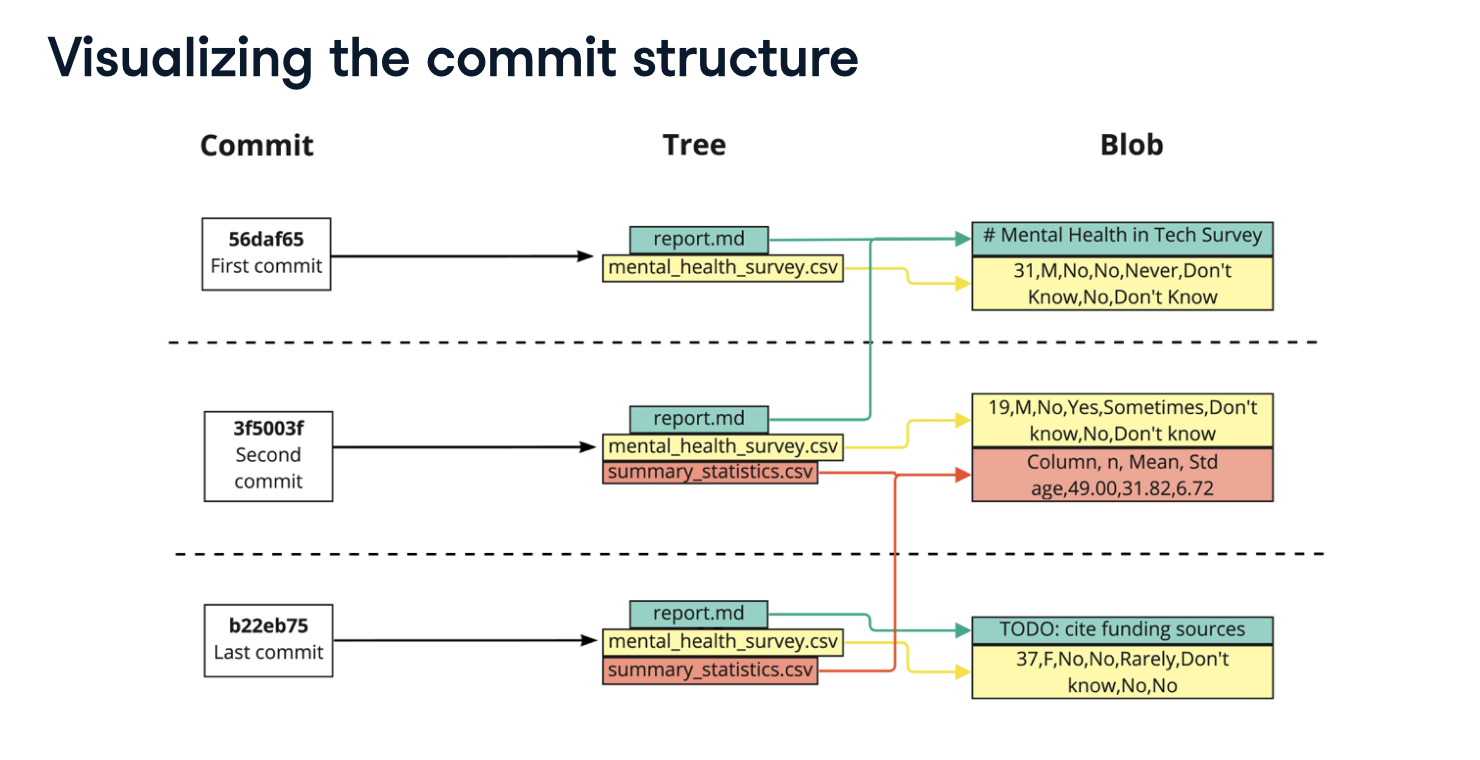 Visualizing the commit structure
Commit
Tree
Blob
56daf65
First commit
report.md
mental_health_survey.csv
# Mental Health in Tech Survey
31,M,No,No,Never,Don't
Know,No,Don't Know
3f5003f
Second
commit
report.md
mental_health_survey.csv
summary_statistics.csv
19,M,No,Yes,Sometimes,Don't
know,No,Don't know
Column, n, Mean, Std
age,49.00,31.82,6.72
b22eb75
Last commit
report.md
mental_health_survey.csv
summary_statistics.csv
TODO: cite funding sources
37,F,No,No,Rarely,Don't
know,No,No